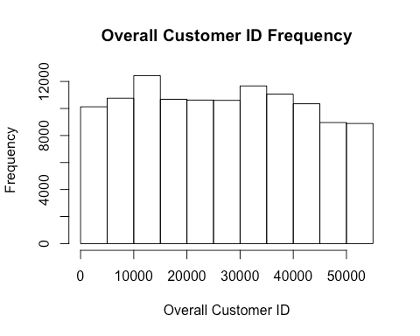 Overall Customer ID Frequency
Frequency
12000
8000
4000
0
0 10000 20000 30000 40000 50000
Overall Customer ID